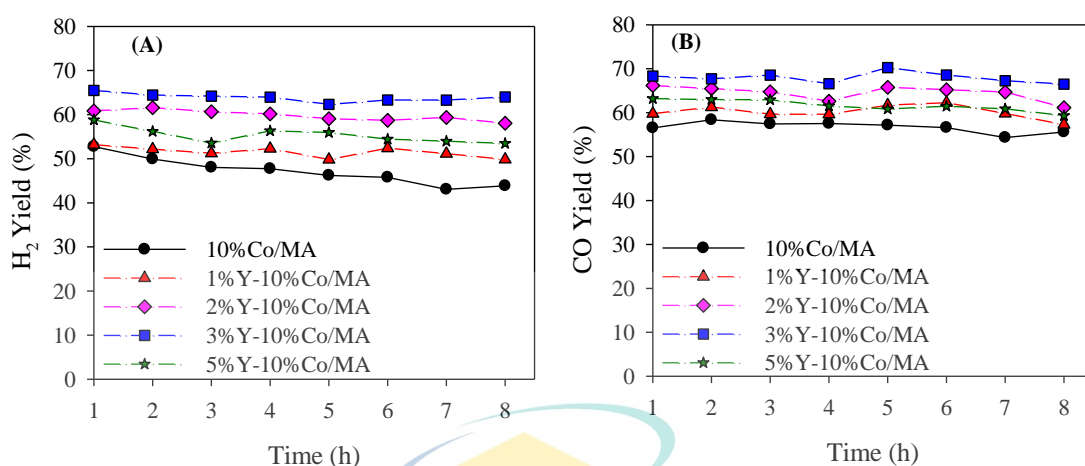 (A)
H2 Yield (%)
80
70
60
50
40
30
20
10
0
10%Co/MA
1%Y-10%Co/MA
2%Y-10%Co/MA
3%Y-10%Co/MA
5%Y-10%Co/MA
1 2 3 4 5 6 7 8
Time (h)
(B)
CO Yield (%)
80
70
60
50
40
30
20
10
0
10%Co/MA
1%Y-10%Co/MA
2%Y-10%Co/MA
3%Y-10%Co/MA
5%Y-10%Co/MA
1 2 3 4 5 6 7 8
Time (h)